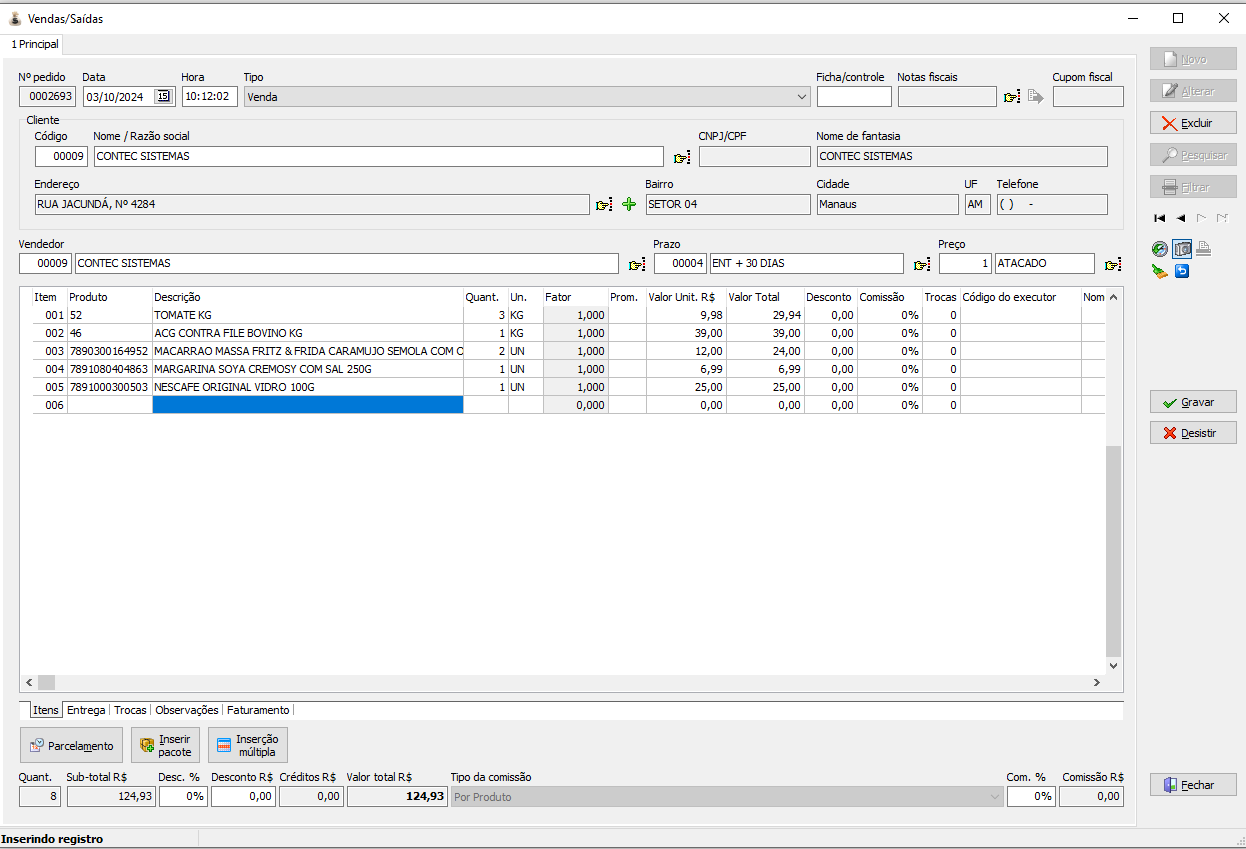 Vendas/Saídas
1 Principal
Nº pedido Data Hora Tipo Ficha/controle Notas fiscais Cupom fiscal
0002693 03/10/2024 15 10:12:02 Venda
Cliente
Código Nome / Razão social CNPJ/CPF Nome de fantasia
00009 CONTEC SISTEMAS CONTEC SISTEMAS
Endereço Bairro Cidade UF Telefone
RUA JACUNDÁ, Nº 4284 SETOR 04 Manaus AM ( ) -
Vendedor Prazo Preço
00009 CONTEC SISTEMAS 00004 ENT + 30 DIAS 1 ATACADO
Item Produto Descrição Quant. Un. Fator Prom. Valor Unit. R$ Valor Total Desconto Comissão Trocas Código do executor Nom
001 52 TOMATE KG 3 KG 1,000 9,98 29,94 0,00 0% 0
002 46 ACG CONTRA FILE BOVINO KG 1 KG 1,000 39,00 39,00 0,00 0% 0
003 7890300164952 MACARRAO MASSA FRITZ & FRIDA CARAMUJO SEMOLA COM O 2 UN 1,000 12,00 24,00 0,00 0% 0
004 7891080404863 MARGARINA SOYA CREMOSY COM SAL 250G 1 UN 1,000 6,99 6,99 0,00 0% 0
005 7891000300503 NESCAFE ORIGINAL VIDRO 100G 1 UN 1,000 25,00 25,00 0,00 0% 0
006 0,000 0,00 0,00 0,00 0% 0
Itens Entrega Trocas Observações Faturamento
Parcelamento
Inserir pacote
Inserção múltipla
Quant. Sub-total R$ Desc. % Desconto R$ Créditos R$ Valor total R$ Tipo da comissão Com. % Comissão R$
8 124,93 0% 0,00 0,00 124,93 Por Produto 0% 0,00
Inserindo registro
Novo
Alterar
Excluir
Pesquisar
Filtrar
Gravar
Desistir
Fechar